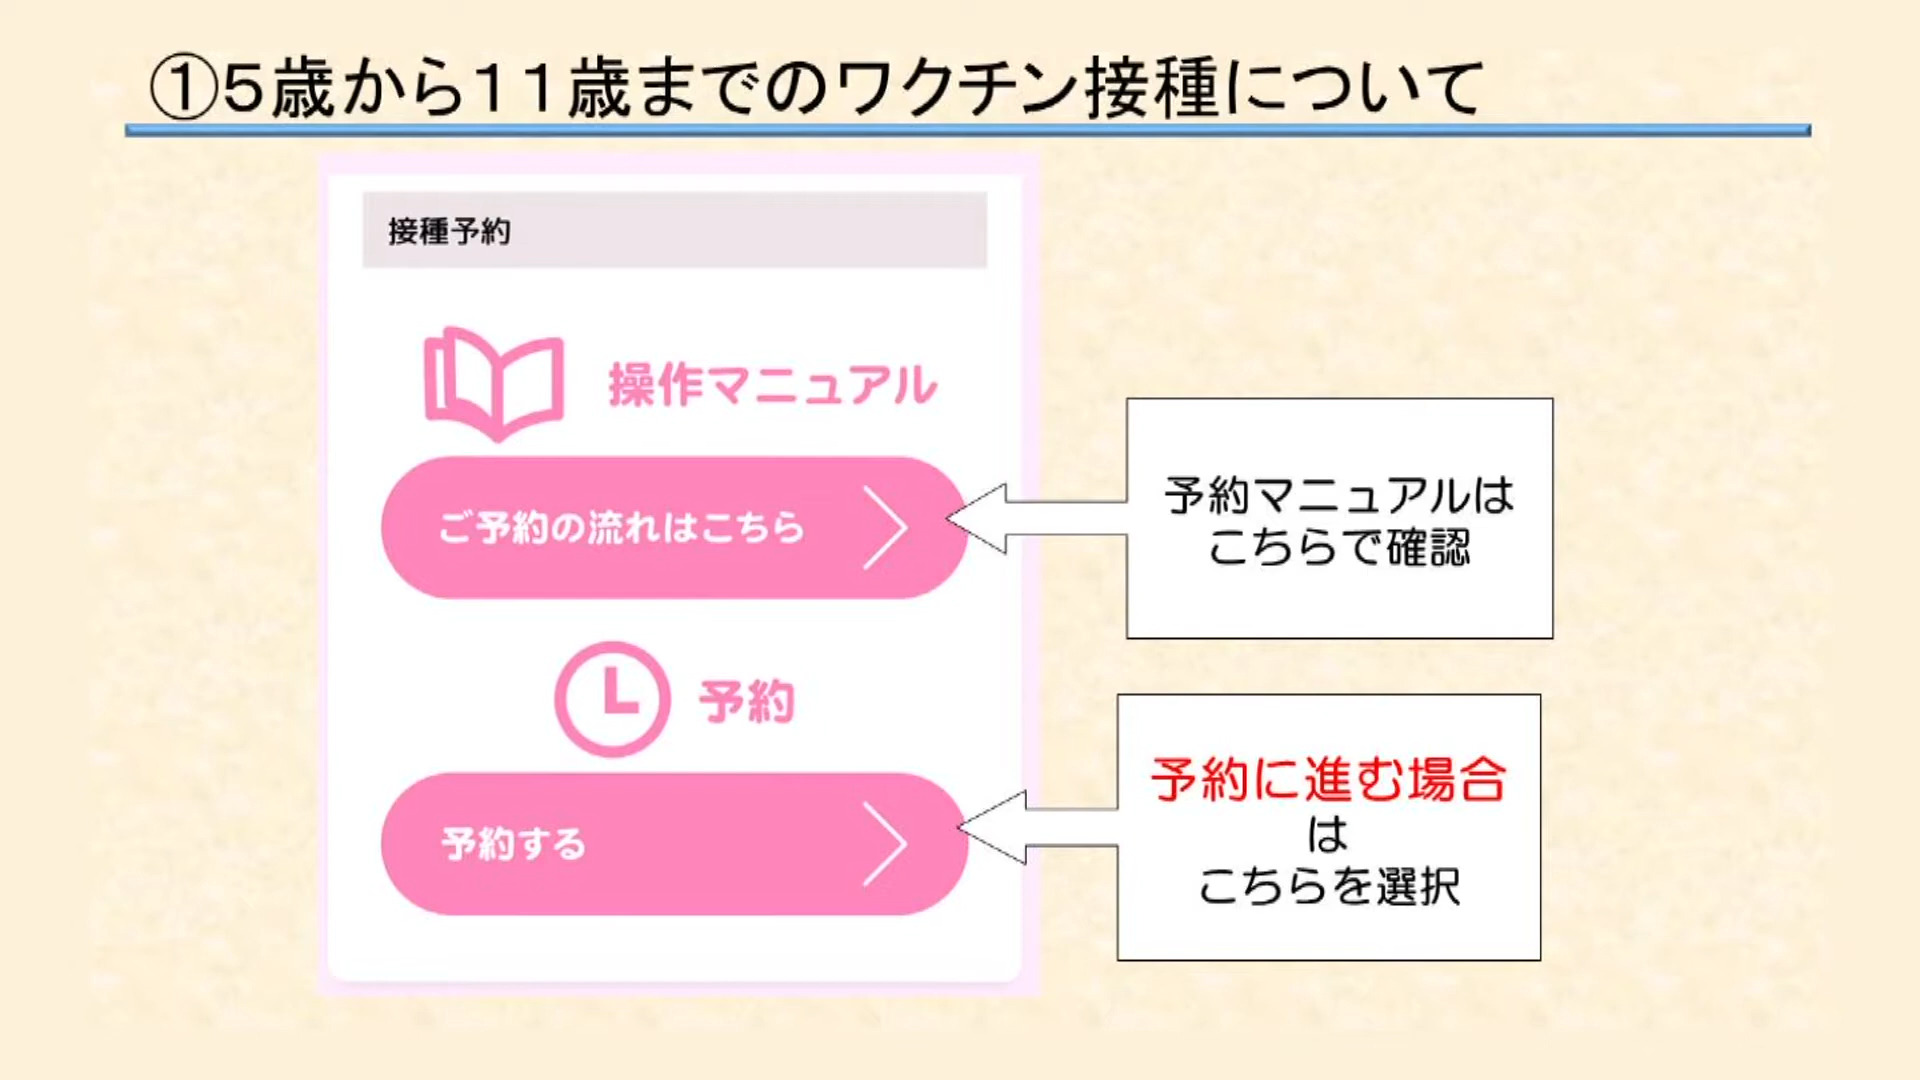 ①5歳から11歳までのワクチン接種について
接種予約
操作マニュアル
ご予約の流れはこちら
予約マニュアルは
こちらで確認
予約
予約する
予約に進む場合
は
こちらを選択